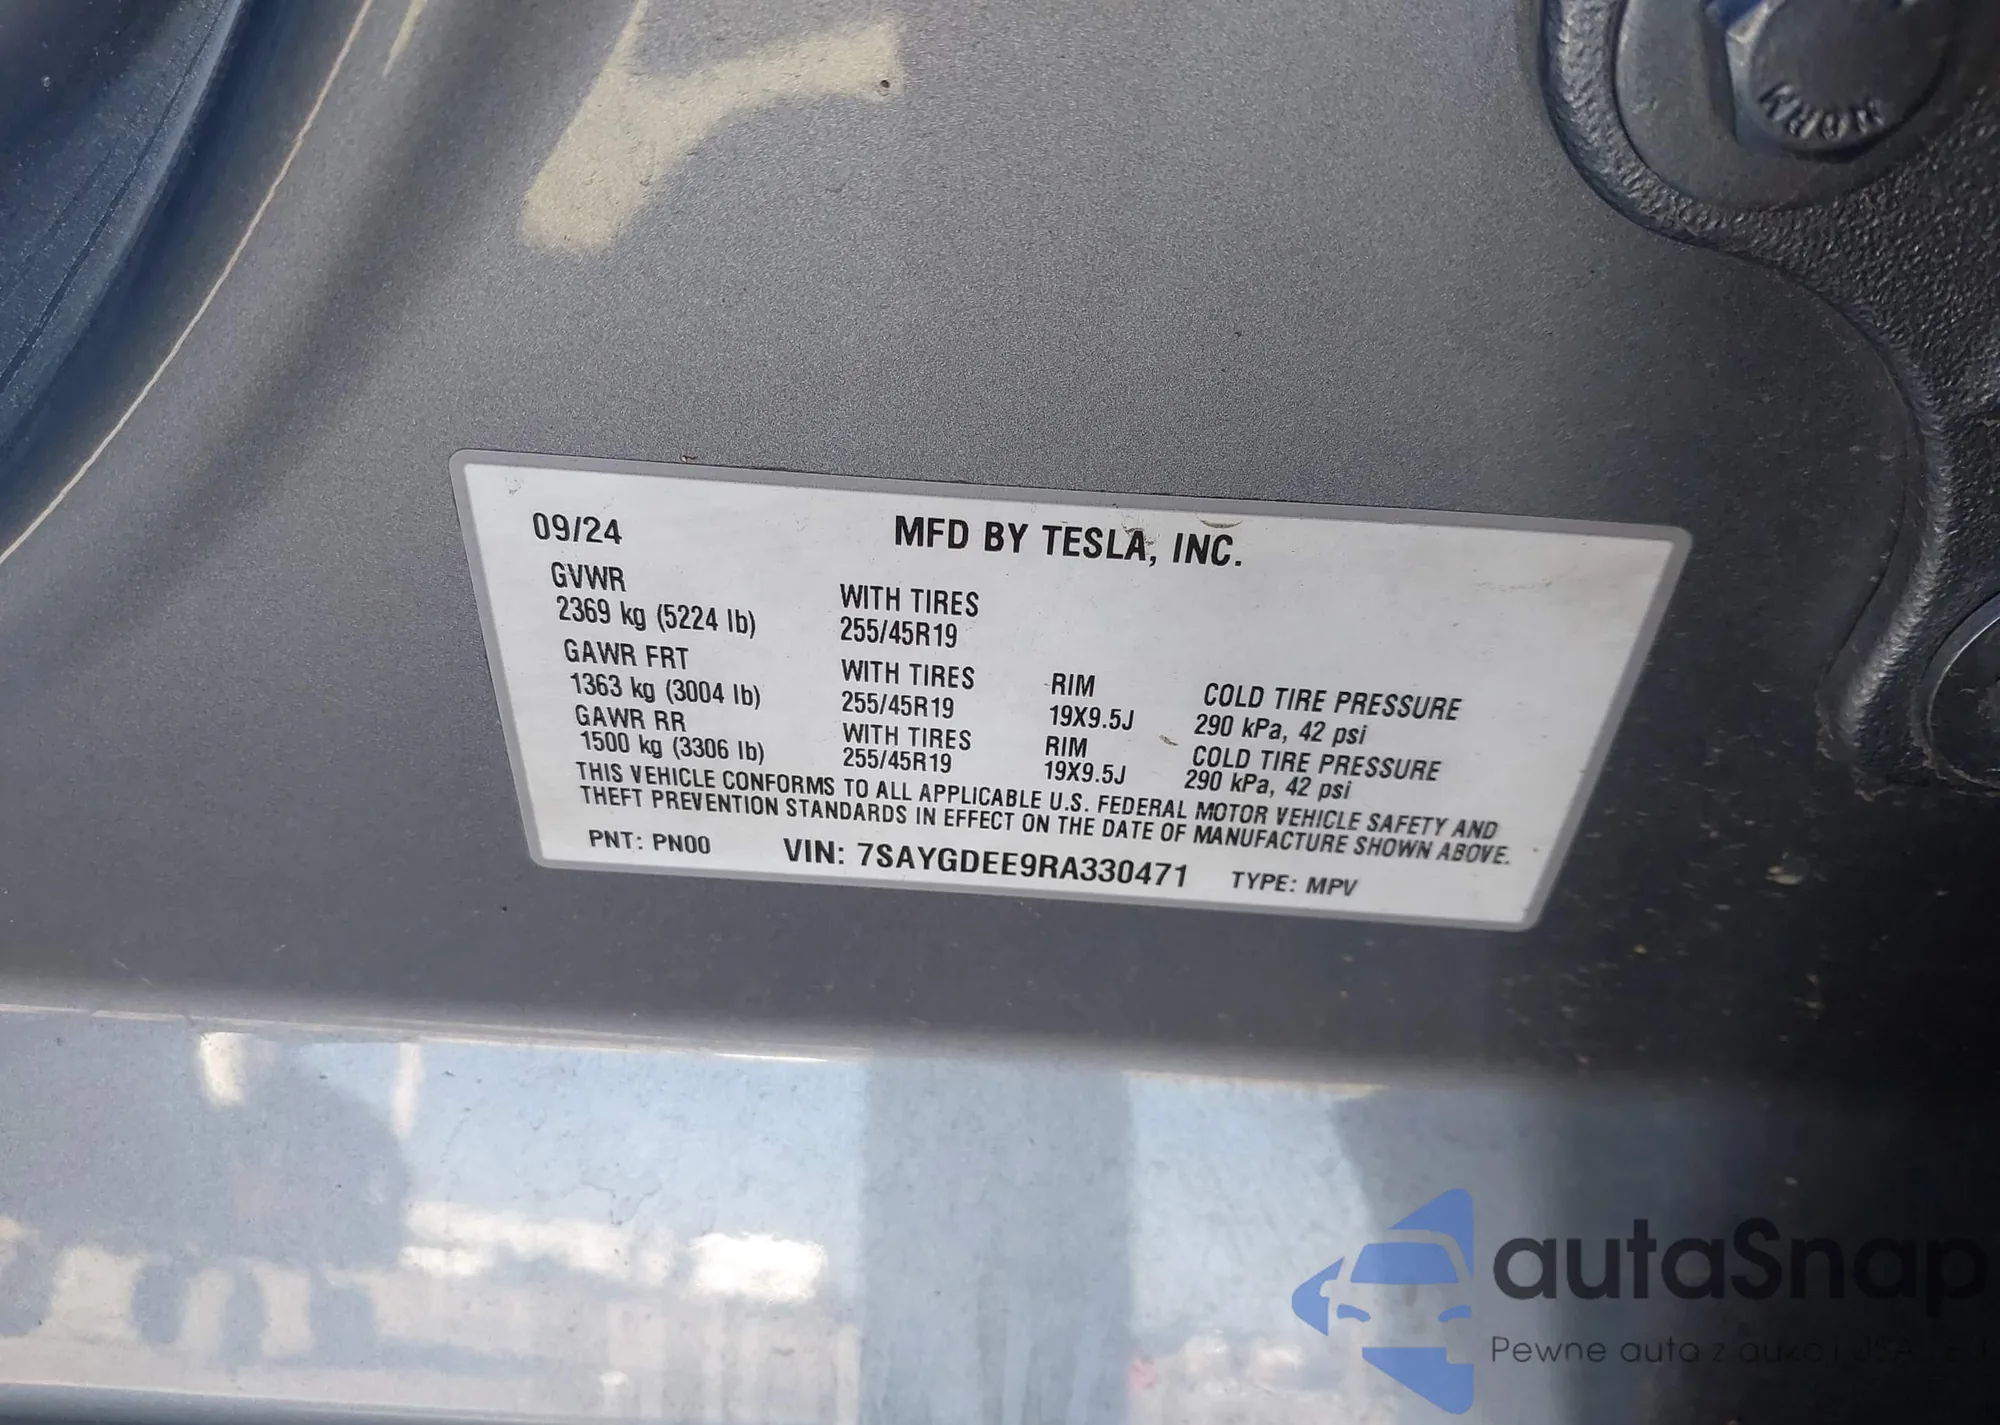 09/24 MFD BY TESLA, INC.
GVWR
2369 kg (5224 lb)
WITH TIRES
255/45R19
GAWR FRT
1363 kg (3004 lb)
WITH TIRES
255/45R19
RIM
19X9.5J
COLD TIRE PRESSURE
290 kPa, 42 psi
GAWR RR
1500 kg (3306 lb)
WITH TIRES
255/45R19
RIM
19X9.5J
COLD TIRE PRESSURE
290 kPa, 42 psi
THIS VEHICLE CONFORMS TO ALL APPLICABLE U.S. FEDERAL MOTOR VEHICLE SAFETY AND
THEFT PREVENTION STANDARDS IN EFFECT ON THE DATE OF MANUFACTURE SHOWN ABOVE.
PNT: PN00 VIN: 7SAYGDEE9RA330471 TYPE: MPV
autaSnap
Pewne auta z aukcji